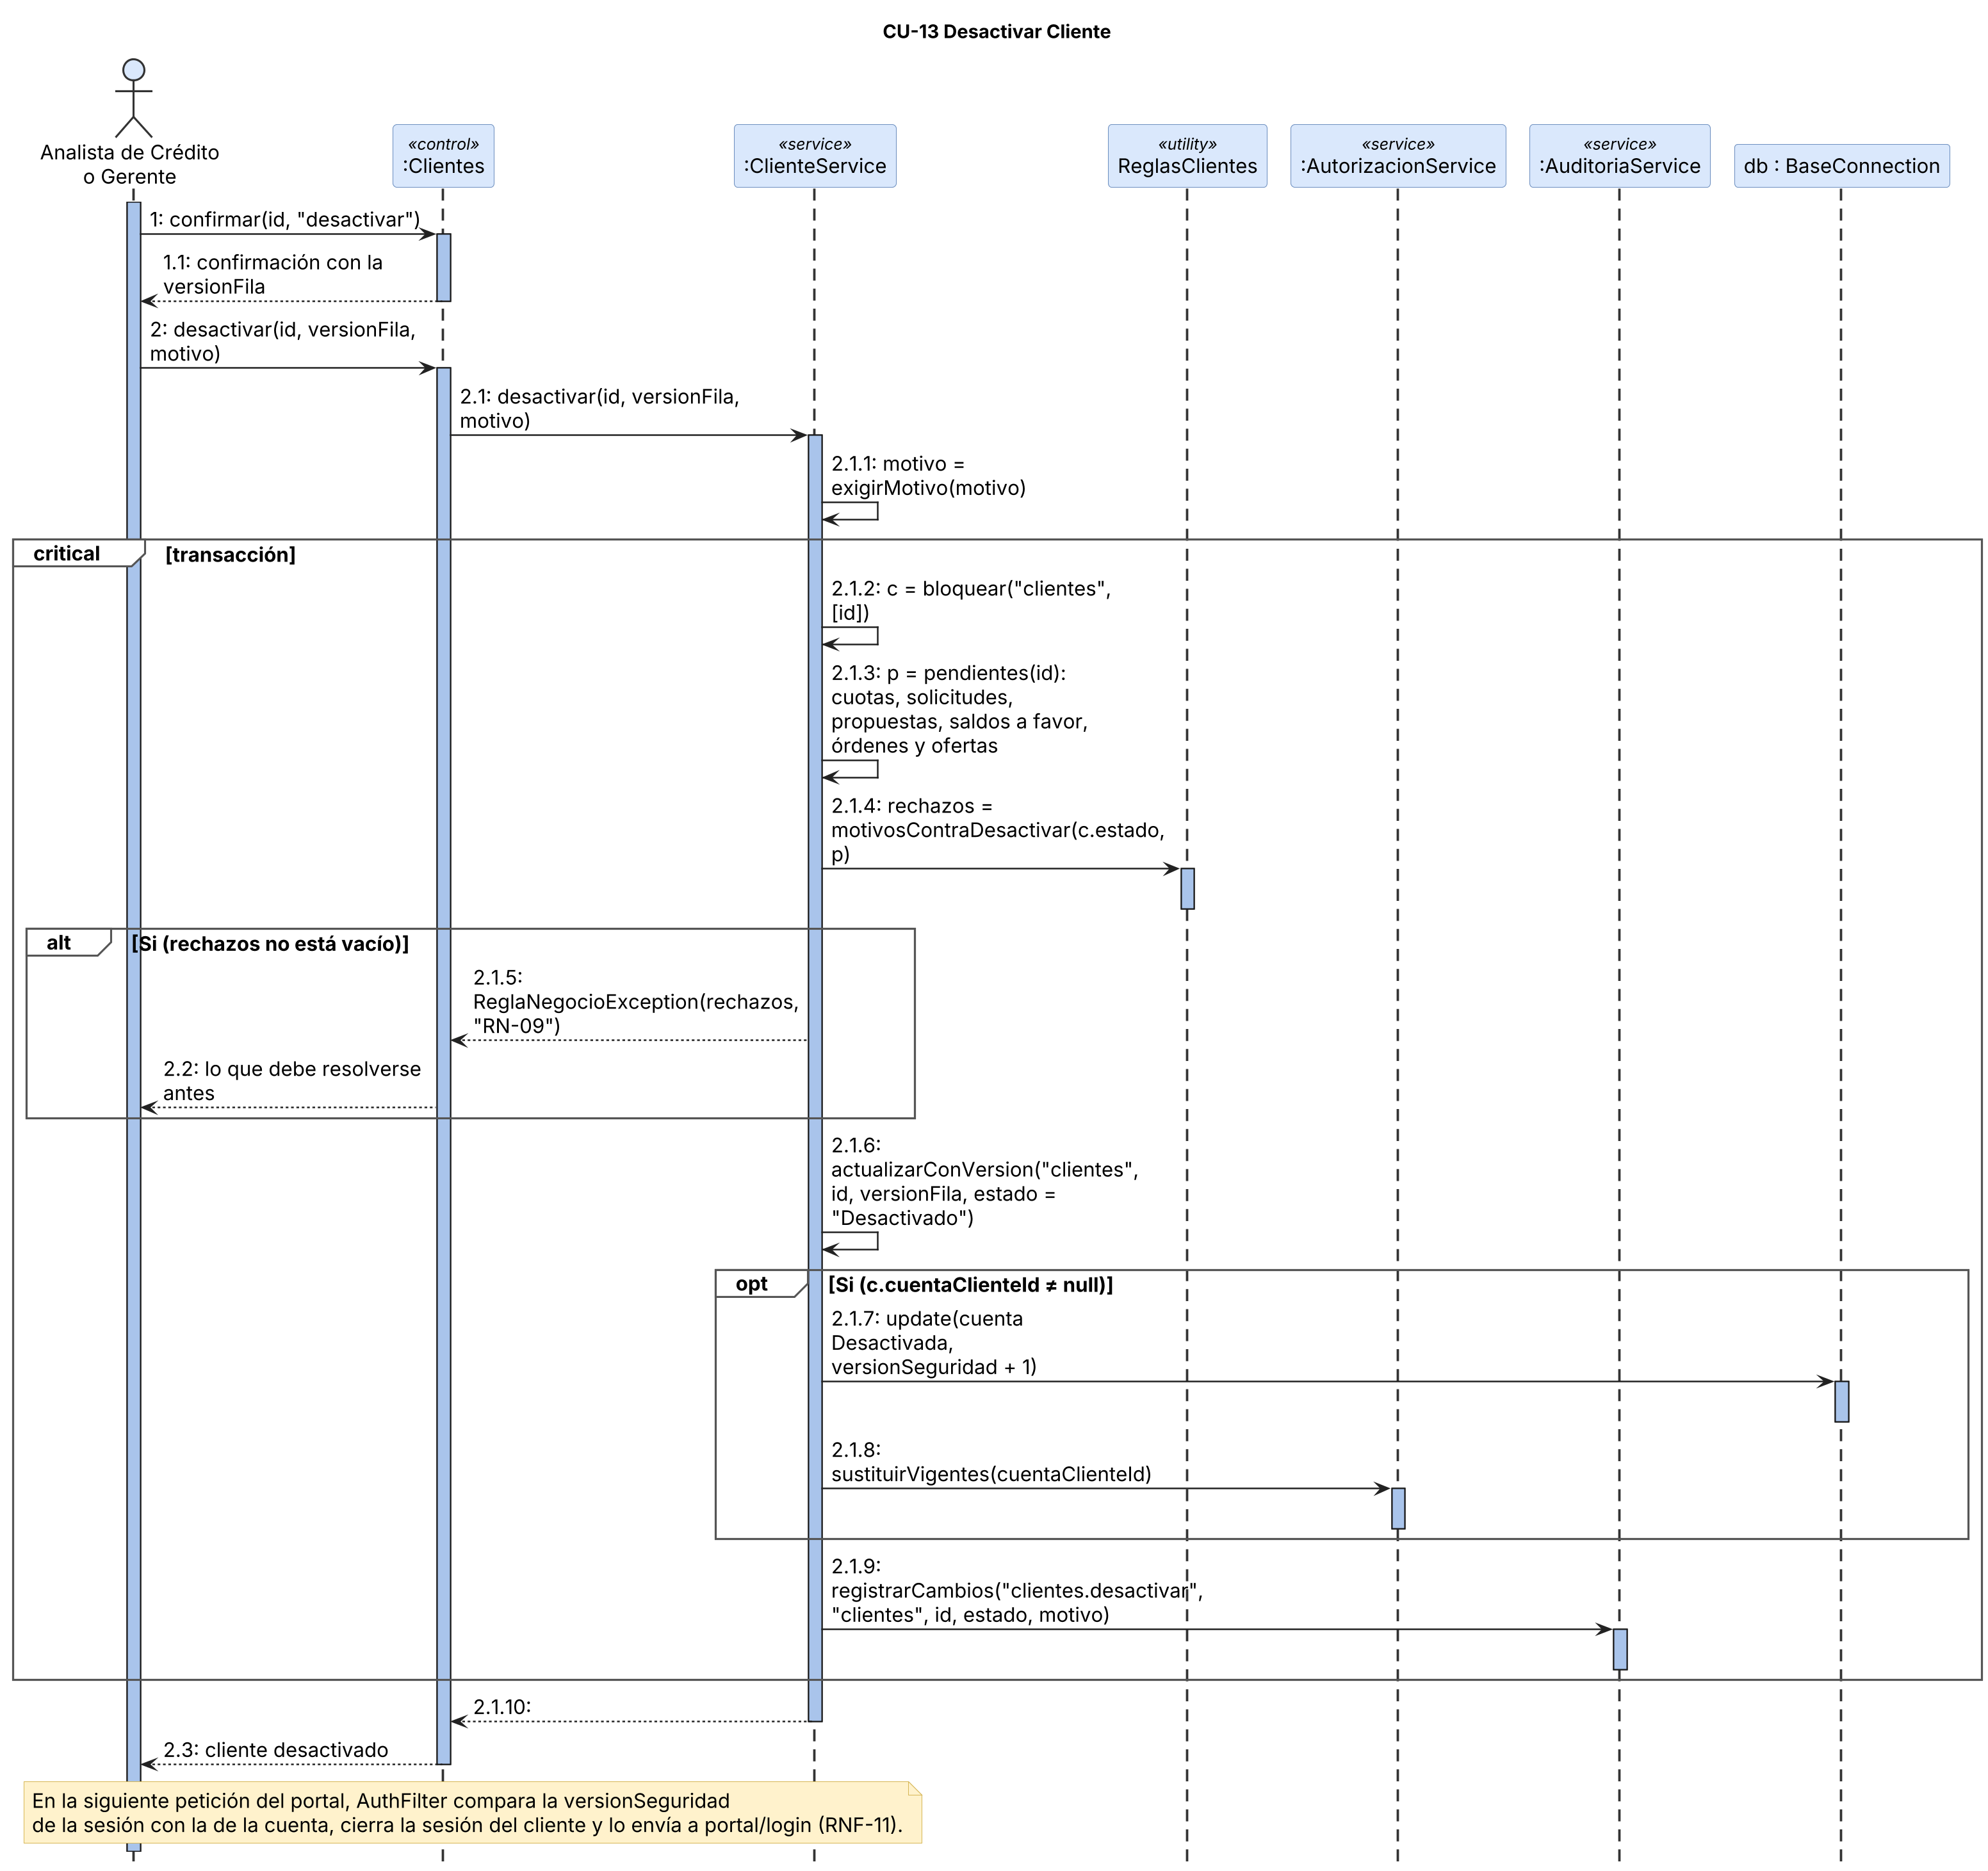 CU-13 Desactivar Cliente
Analista de Crédito
o Gerente
«control»
:Clientes
«service»
:ClienteService
«utility»
ReglasClientes
«service»
:AutorizacionService
«service»
:AuditoriaService
db : BaseConnection
1: confirmar(id, "desactivar")
1.1: confirmación con la
versionFila
2: desactivar(id, versionFila,
motivo)
2.1: desactivar(id, versionFila,
motivo)
2.1.1: motivo =
exigirMotivo(motivo)
critical [transacción]
2.1.2: c = bloquear("clientes",
[id])
2.1.3: p = pendientes(id):
cuotas, solicitudes,
propuestas, saldos a favor,
órdenes y ofertas
2.1.4: rechazos =
motivosContraDesactivar(c.estado,
p)
alt [Si (rechazos no está vacío)]
2.1.5:
ReglaNegocioException(rechazos,
"RN-09")
2.2: lo que debe resolverse
antes
2.1.6:
actualizarConVersion("clientes",
id, versionFila, estado =
"Desactivado")
opt [Si (c.cuentaClienteId ≠ null)]
2.1.7: update(cuenta
Desactivada,
versionSeguridad + 1)
2.1.8:
sustituirVigentes(cuentaClienteId)
2.1.9:
registrarCambios("clientes.desactivar",
"clientes", id, estado, motivo)
2.1.10:
2.3: cliente desactivado
En la siguiente petición del portal, AuthFilter compara la versionSeguridad
de la sesión con la de la cuenta, cierra la sesión del cliente y lo envía a portal/login (RNF-11).